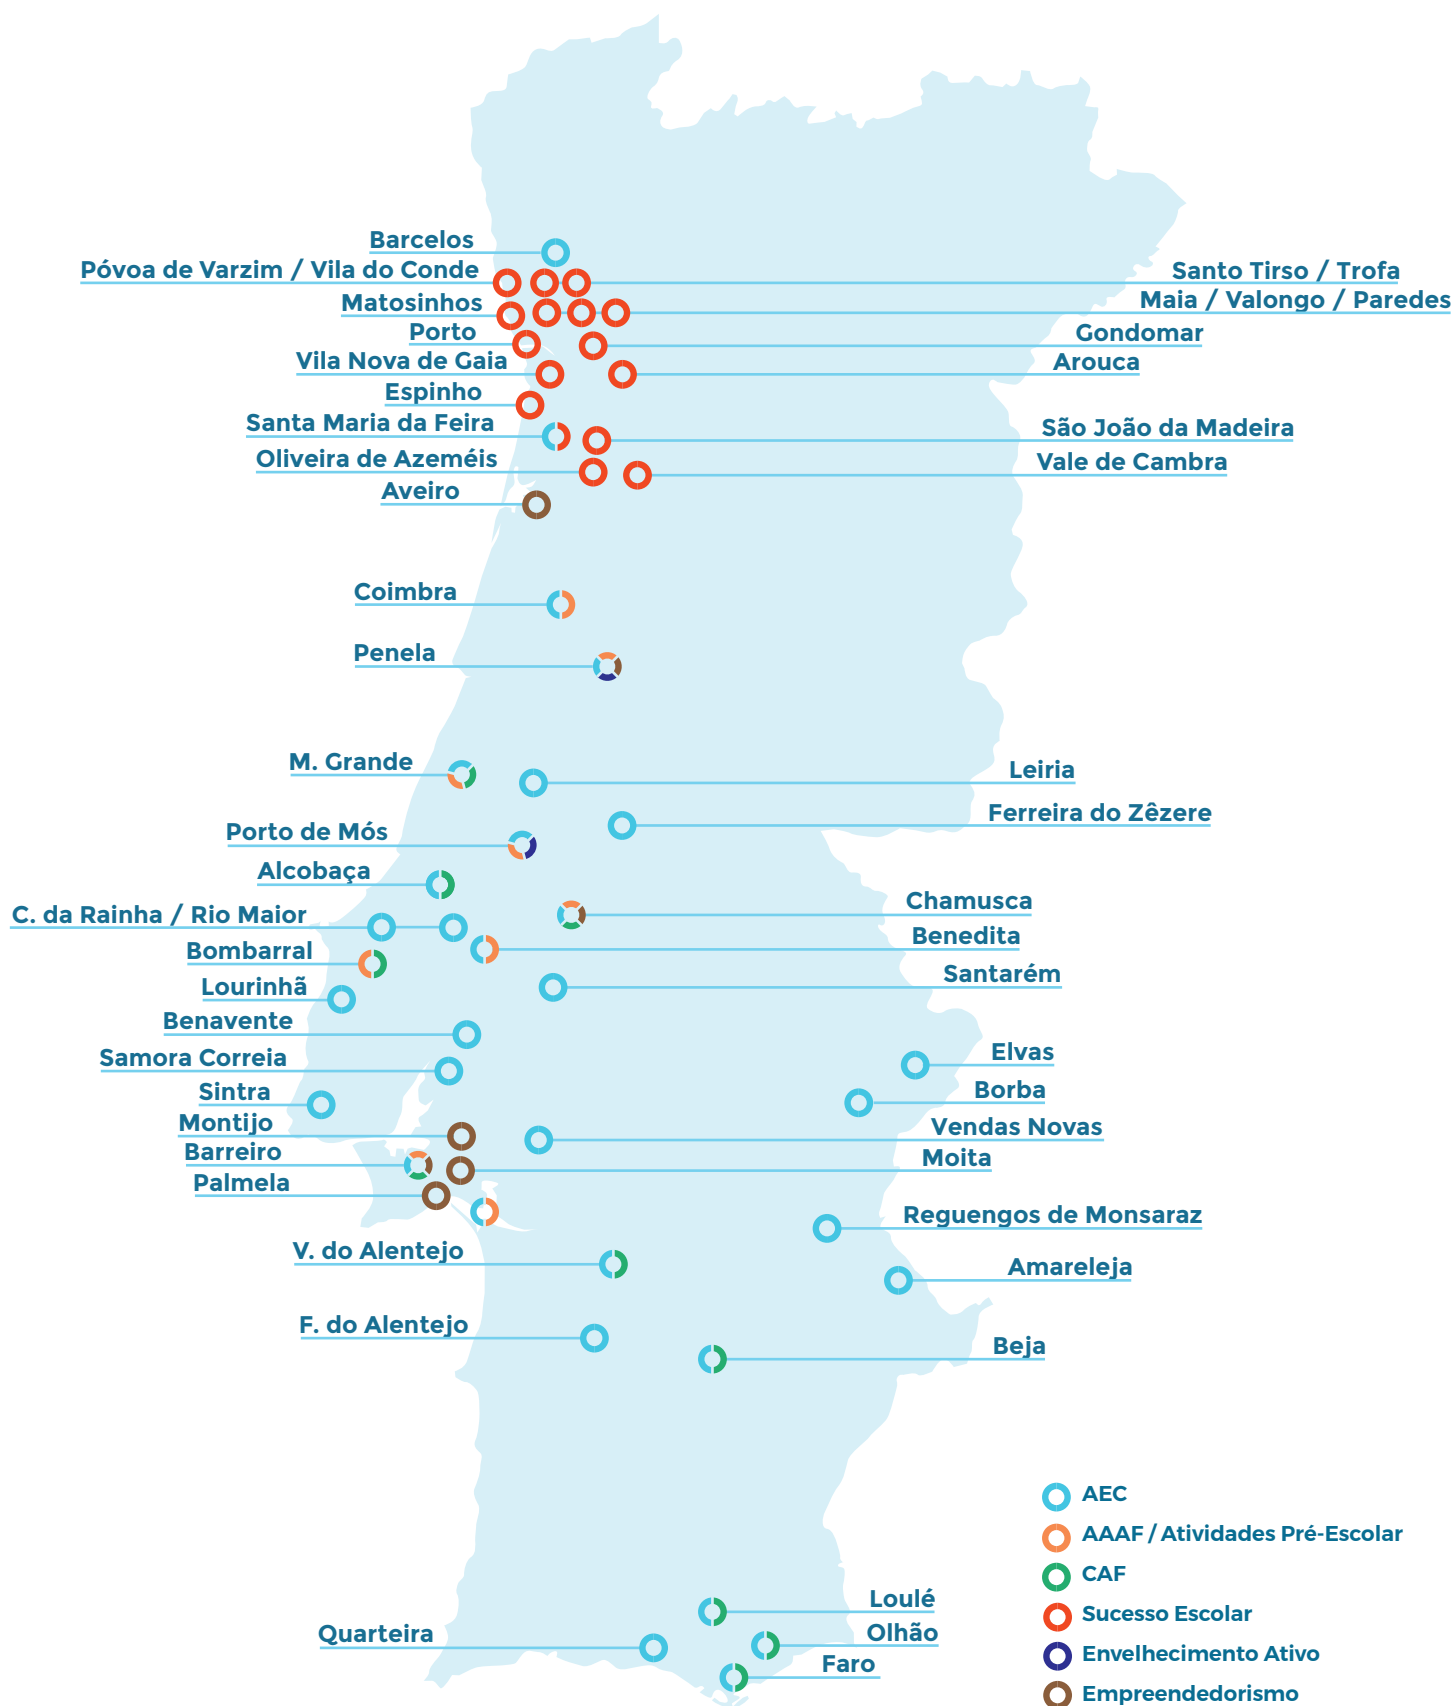 Barcelos
Póvoa de Varzim / Vila do Conde
Santo Tirso / Trofa
Matosinhos
Maia / Valongo / Paredes
Porto
Gondomar
Vila Nova de Gaia
Arouca
Espinho
Santa Maria da Feira
São João da Madeira
Oliveira de Azeméis
Vale de Cambra
Aveiro
Coimbra
Penela
M. Grande
Leiria
Ferreira do Zêzere
Porto de Mós
Alcobaça
Chamusca
C. da Rainha / Rio Maior
Benedita
Bombarral
Santarém
Lourinhã
Benavente
Elvas
Samora Correia
Borba
Sintra
Montijo
Vendas Novas
Barreiro
Moita
Palmela
Reguengos de Monsaraz
V. do Alentejo
Amareleja
F. do Alentejo
Beja
Loulé
Quarteira
Olhão
Faro
AEC
AAAF / Atividades Pré-Escolar
CAF
Sucesso Escolar
Envelhecimento Ativo
Empreendedorismo